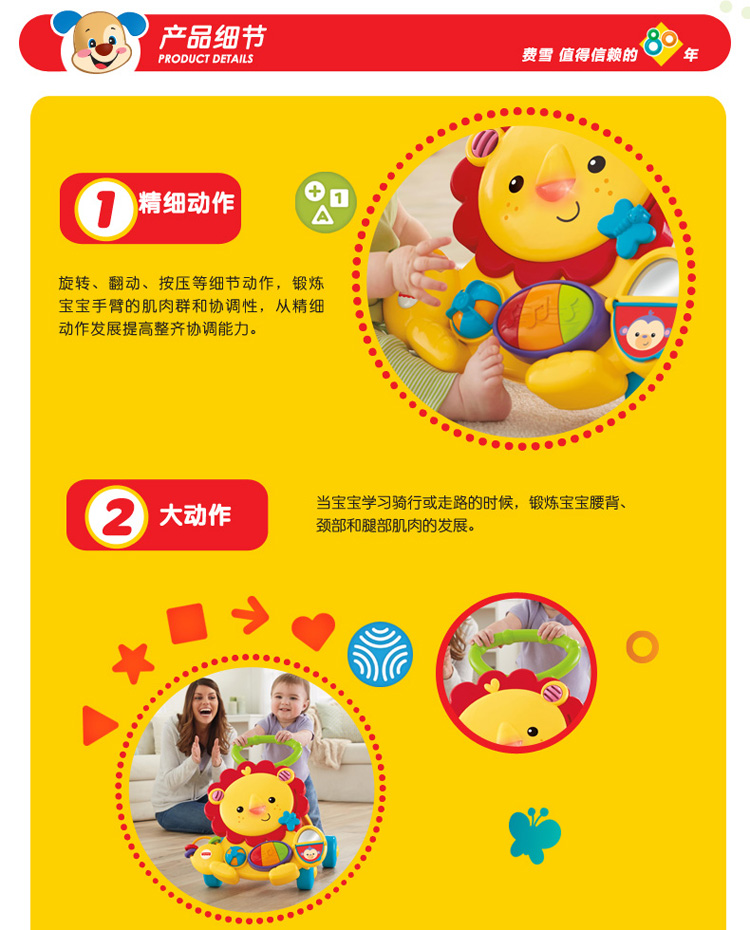 产品细节
PRODUCT DETAILS
费雪 值得信赖的80年
1 精细动作
1
旋转、翻动、按压等细节动作，锻炼
宝宝手臂的肌肉群和协调性，从精细
动作发展提高整齐协调能力。
2 大动作
当宝宝学习骑行或走路的时候，锻炼宝宝腰背、
颈部和腿部肌肉的发展。